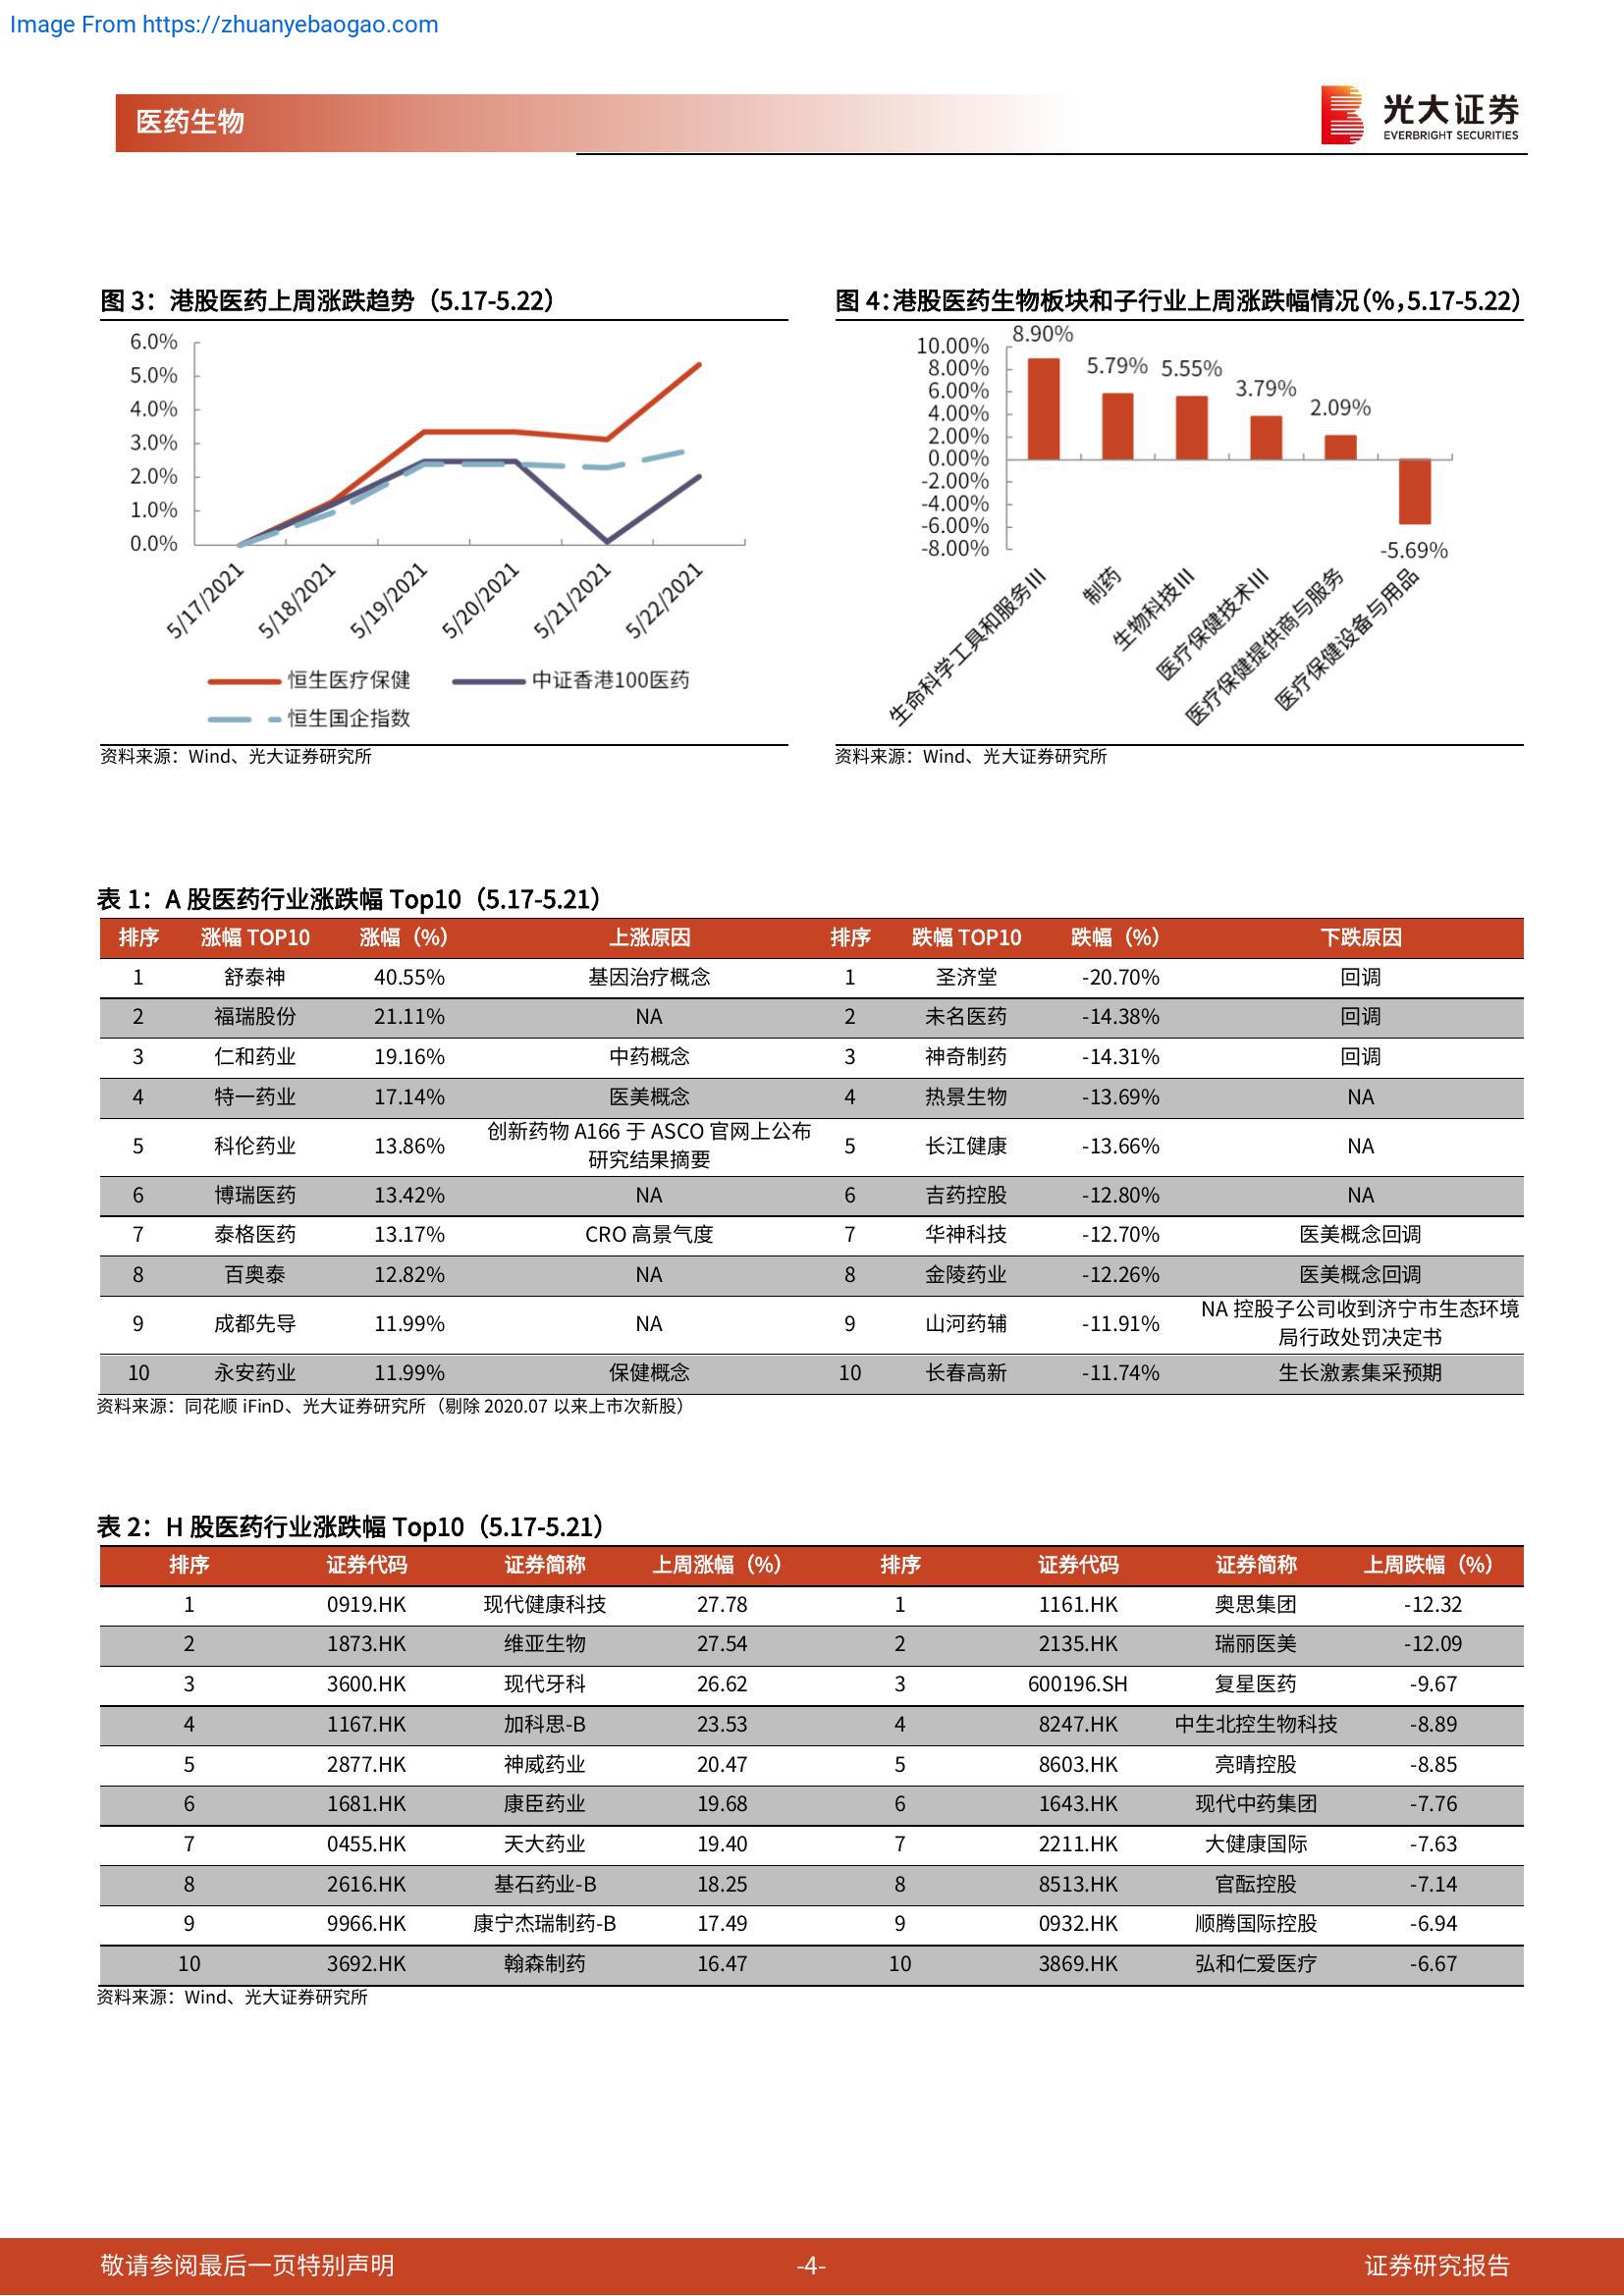 Image From https://zhuanyebaogao.com
医药生物
光大证券
EVERBRIGHT SECURITIES
图 3：港股医药上周涨跌趋势（5.17-5.22）
6.0%
5.0%
4.0%
3.0%
2.0%
1.0%
0.0%
5/17/2021
5/18/2021
5/19/2021
5/20/2021
5/21/2021
5/22/2021
恒生医疗保健
中证香港100医药
恒生国企指数
资料来源：Wind、光大证券研究所
图 4：港股医药生物板块和子行业上周涨跌幅情况（%，5.17-5.22）
10.00%
8.00%
6.00%
4.00%
2.00%
0.00%
-2.00%
-4.00%
-6.00%
-8.00%
8.90%
5.79%
5.55%
3.79%
2.09%
-5.69%
生命科学工具和服务III
制药
生物科技III
医疗保健技术III
医疗保健提供商与服务
医疗保健设备与用品
资料来源：Wind、光大证券研究所
表 1：A 股医药行业涨跌幅 Top10（5.17-5.21）
排序 涨幅 TOP10 涨幅（%） 上涨原因 排序 跌幅 TOP10 跌幅（%） 下跌原因
1 舒泰神 40.55% 基因治疗概念 1 圣济堂 -20.70% 回调
2 福瑞股份 21.11% NA 2 未名医药 -14.38% 回调
3 仁和药业 19.16% 中药概念 3 神奇制药 -14.31% 回调
4 特一药业 17.14% 医美概念 4 热景生物 -13.69% NA
5 科伦药业 13.86% 创新药物 A166 于 ASCO 官网上公布
研究结果摘要 5 长江健康 -13.66% NA
6 博瑞医药 13.42% NA 6 吉药控股 -12.80% NA
7 泰格医药 13.17% CRO 高景气度 7 华神科技 -12.70% 医美概念回调
8 百奥泰 12.82% NA 8 金陵药业 -12.26% 医美概念回调
9 成都先导 11.99% NA 9 山河药辅 -11.91% NA 控股子公司收到济宁市生态环境
局行政处罚决定书
10 永安药业 11.99% 保健概念 10 长春高新 -11.74% 生长激素集采预期
资料来源：同花顺 iFinD、光大证券研究所（剔除 2020.07 以来上市次新股）
表 2：H 股医药行业涨跌幅 Top10（5.17-5.21）
排序 证券代码 证券简称 上周涨幅（%） 排序 证券代码 证券简称 上周跌幅（%）
1 0919.HK 现代健康科技 27.78 1 1161.HK 奥思集团 -12.32
2 1873.HK 维亚生物 27.54 2 2135.HK 瑞丽医美 -12.09
3 3600.HK 现代牙科 26.62 3 600196.SH 复星医药 -9.67
4 1167.HK 加科思-B 23.53 4 8247.HK 中生北控生物科技 -8.89
5 2877.HK 神威药业 20.47 5 8603.HK 亮晴控股 -8.85
6 1681.HK 康臣药业 19.68 6 1643.HK 现代中药集团 -7.76
7 0455.HK 天大药业 19.40 7 2211.HK 大健康国际 -7.63
8 2616.HK 基石药业-B 18.25 8 8513.HK 官酝控股 -7.14
9 9966.HK 康宁杰瑞制药-B 17.49 9 0932.HK 顺腾国际控股 -6.94
10 3692.HK 翰森制药 16.47 10 3869.HK 弘和仁爱医疗 -6.67
资料来源：Wind、光大证券研究所
敬请参阅最后一页特别声明
-4-
证券研究报告